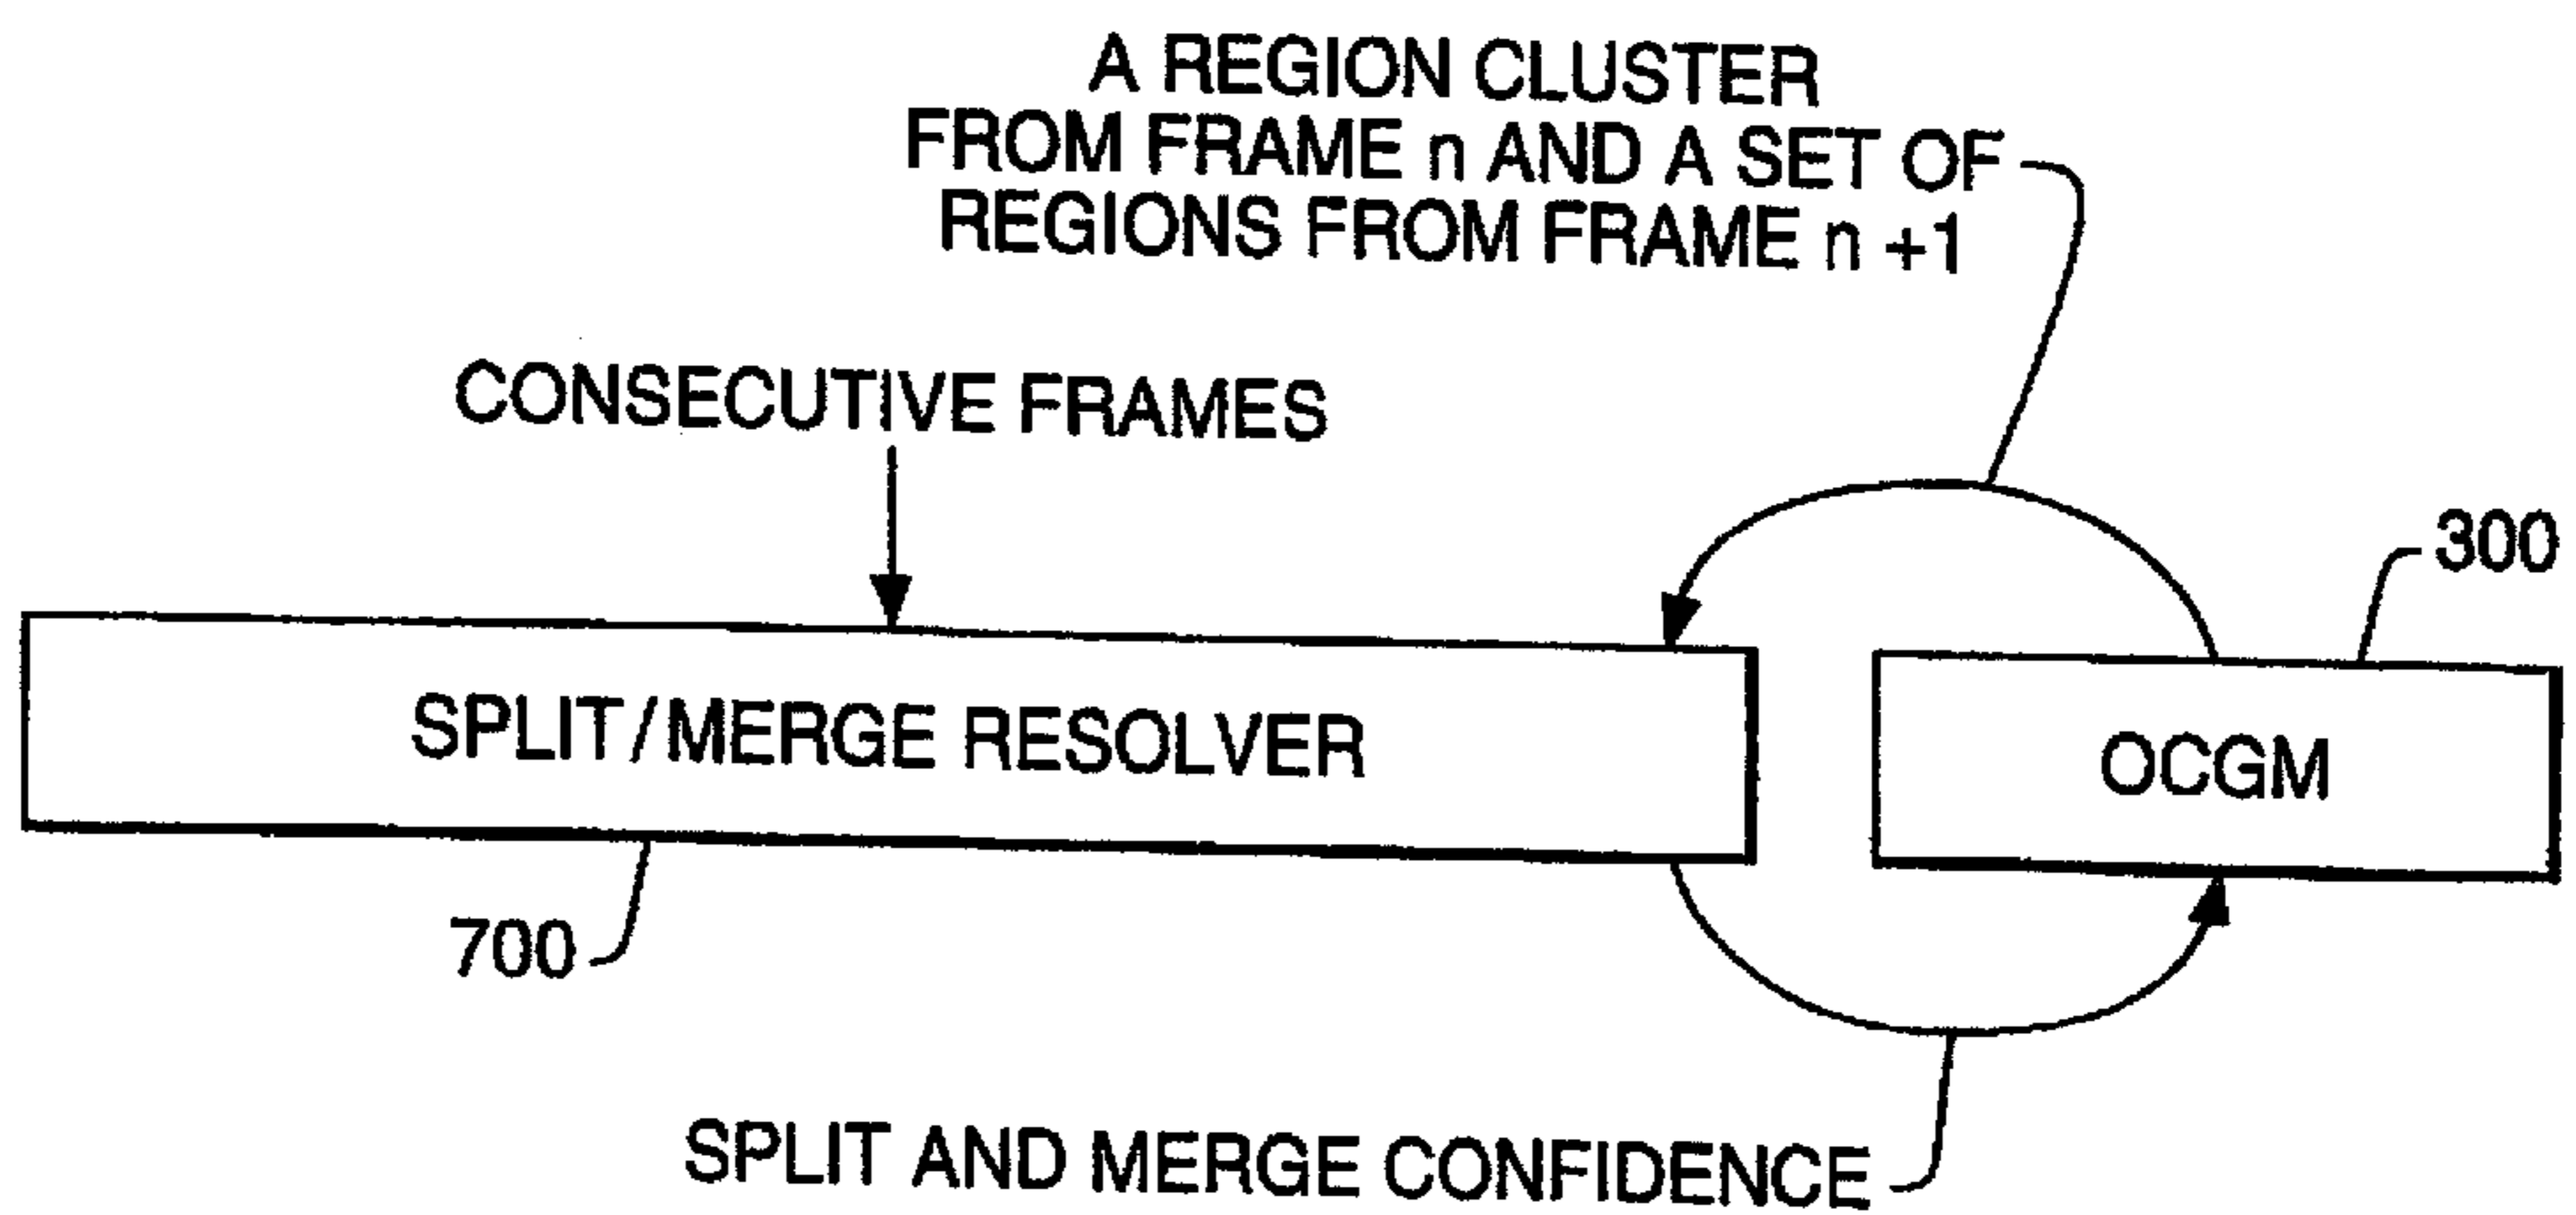 A REGION CLUSTER
FROM FRAME n AND A SET OF
REGIONS FROM FRAME n +1
CONSECUTIVE FRAMES
300
SPLIT/MERGE RESOLVER
OCGM
700
SPLIT AND MERGE CONFIDENCE